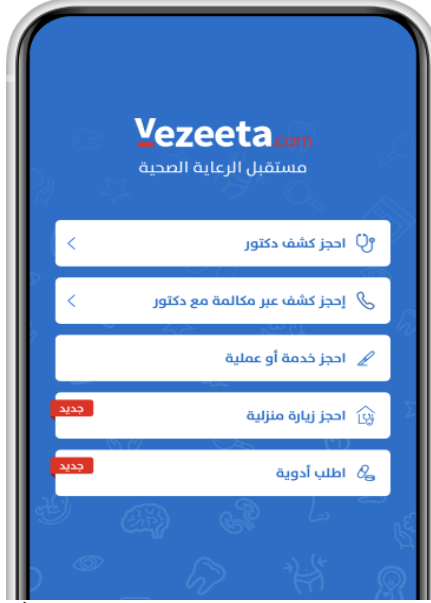 Vezeeta.com
مستقبل الرعاية الصحية
احجز كشف دكتور
إحجز كشف عبر مكالمة مع دكتور
احجز خدمة أو عملية
احجز زيارة منزلية
جديد
اطلب أدوية
جديد